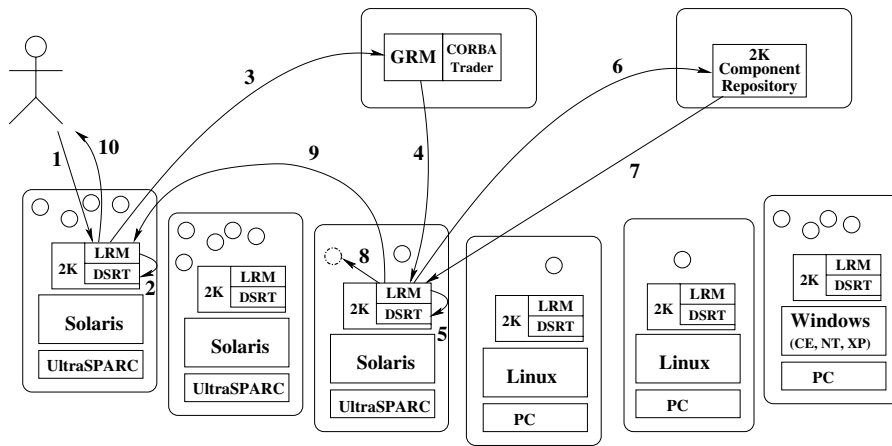 GRM
CORBA
Trader
2K
Component
Repository
3
6
1
10
9
4
7
LRM
DSRT
2K
2
Solaris
UltraSPARC
LRM
DSRT
2K
Solaris
UltraSPARC
8
LRM
DSRT
2K
5
Solaris
UltraSPARC
LRM
DSRT
2K
Linux
PC
LRM
DSRT
2K
Linux
PC
LRM
DSRT
2K
Windows
(CE, NT, XP)
PC